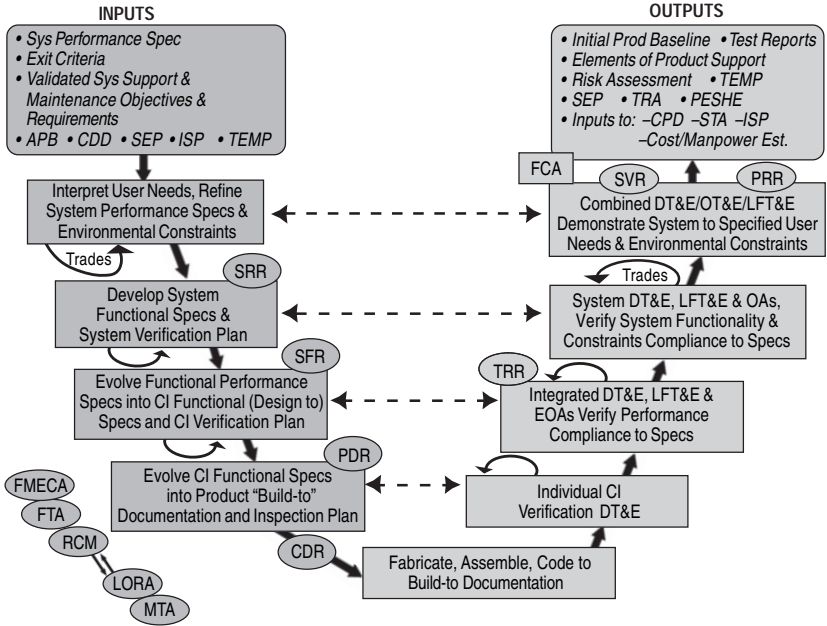 INPUTS
• Sys Performance Spec
• Exit Criteria
• Validated Sys Support &
Maintenance Objectives &
Requirements
• APB • CDD • SEP • ISP • TEMP
Interpret User Needs, Refine
System Performance Specs &
Environmental Constraints
Trades
SRR
Develop System
Functional Specs &
System Verification Plan
SFR
Evolve Functional Performance
Specs into CI Functional (Design to)
Specs and CI Verification Plan
PDR
Evolve CI Functional Specs
into Product “Build-to”
Documentation and Inspection Plan
FMECA
FTA
RCM
LORA
MTA
CDR
Fabricate, Assemble, Code to
Build-to Documentation
OUTPUTS
• Initial Prod Baseline • Test Reports
• Elements of Product Support
• Risk Assessment • TEMP
• SEP • TRA • PESHE
• Inputs to: –CPD –STA –ISP
–Cost/Manpower Est.
FCA
SVR
PRR
Combined DT&E/OT&E/LFT&E
Demonstrate System to Specified User
Needs & Environmental Constraints
Trades
System DT&E, LFT&E & OAs,
Verify System Functionality &
Constraints Compliance to Specs
TRR
Integrated DT&E, LFT&E &
EOAs Verify Performance
Compliance to Specs
Individual CI
Verification DT&E